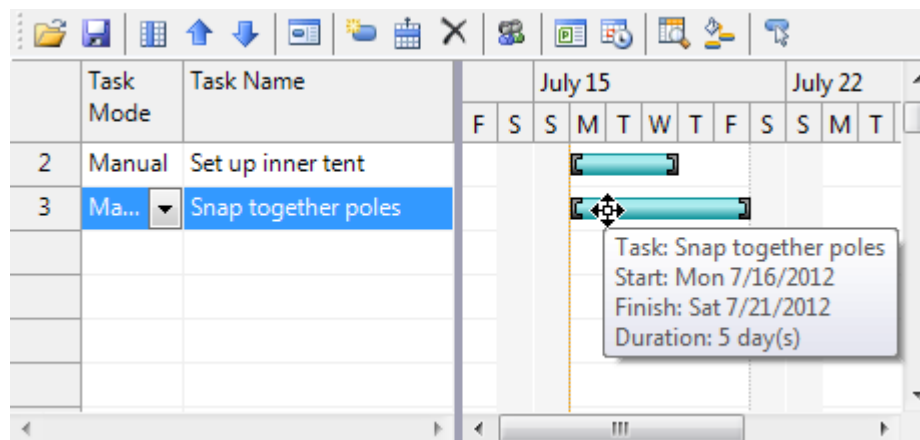 Task Mode
Task Name
July 15
July 22
F S S M T W T F S S M T
2 Manual Set up inner tent
3 Ma... Snap together poles
Task: Snap together poles
Start: Mon 7/16/2012
Finish: Sat 7/21/2012
Duration: 5 day(s)